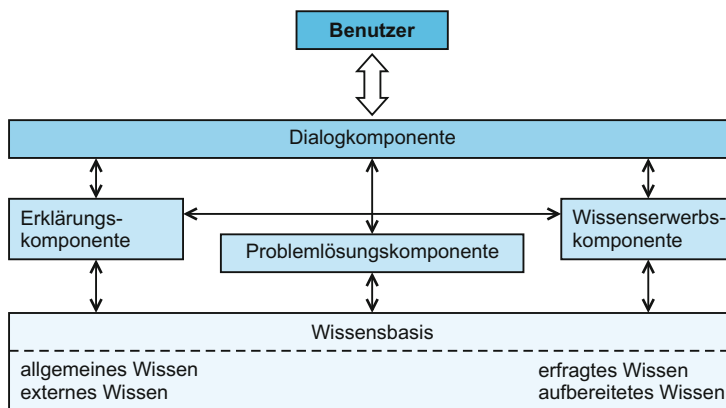 Benutzer
Dialogkomponente
Erklärungs-
komponente
Problemlösungskomponente
Wissenserwerbs-
komponente
Wissensbasis
allgemeines Wissen
externes Wissen
erfragtes Wissen
aufbereitetes Wissen